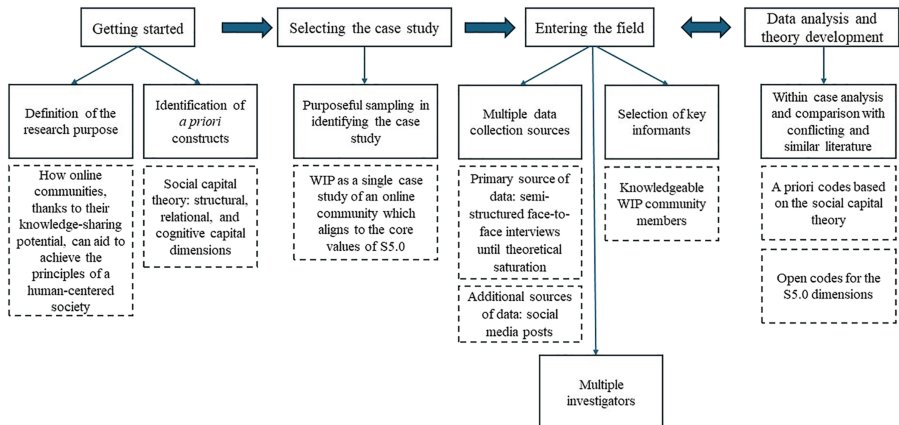 Getting started
Selecting the case study
Entering the field
Data analysis and
theory development
Definition of the
research purpose
Identification of
a priori
constructs
Purposeful sampling in
identifying the case
study
Multiple data
collection sources
Selection of key
informants
Within case analysis
and comparison with
conflicting and
similar literature
How online
communities,
thanks to their
knowledge-sharing
potential, can aid to
achieve the
principles of a
human-centered
society
Social capital
theory: structural,
relational, and
cognitive capital
dimensions
WIP as a single case
study of an online
community which
aligns to the core
values of S5.0
Primary source of
data: semi-
structured face-to-
face interviews
until theoretical
saturation
Additional sources
of data: social
media posts
Knowledgeable
WIP community
members
A priori codes based
on the social capital
theory
Open codes for the
S5.0 dimensions
Multiple
investigators